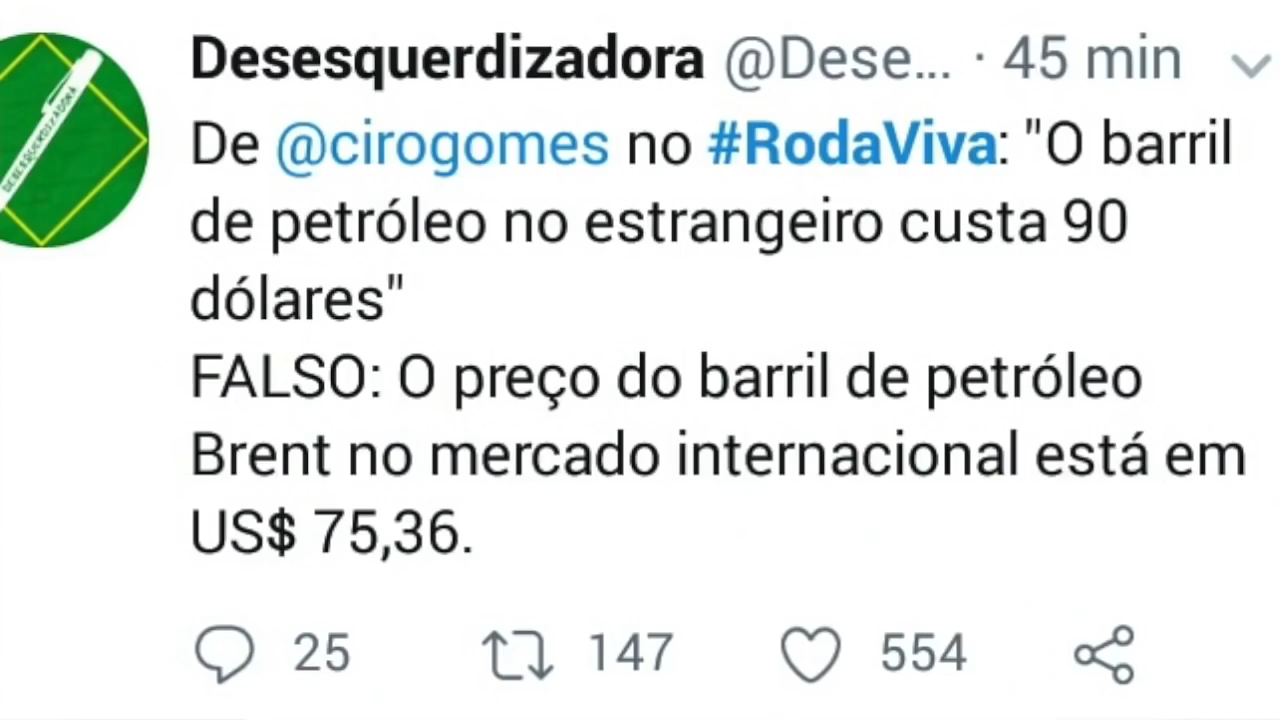 Desesquerdizadora @Dese... · 45 min
De @cirogomes no #RodaViva: "O barril
de petróleo no estrangeiro custa 90
dólares"
FALSO: O preço do barril de petróleo
Brent no mercado internacional está em
US$ 75,36.
25 147 554
DESESQUERDIZADORA